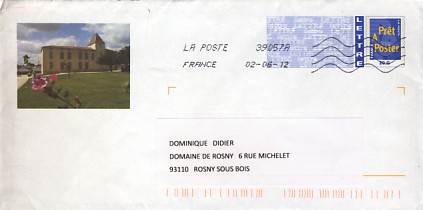 LA POSTE 39057A
FRANCE 02-06-12
LETTRE
Prêt
A
Poster
20 G
DOMINIQUE DIDIER
DOMAINE DE ROSNY 6 RUE MICHELET
93110 ROSNY SOUS BOIS